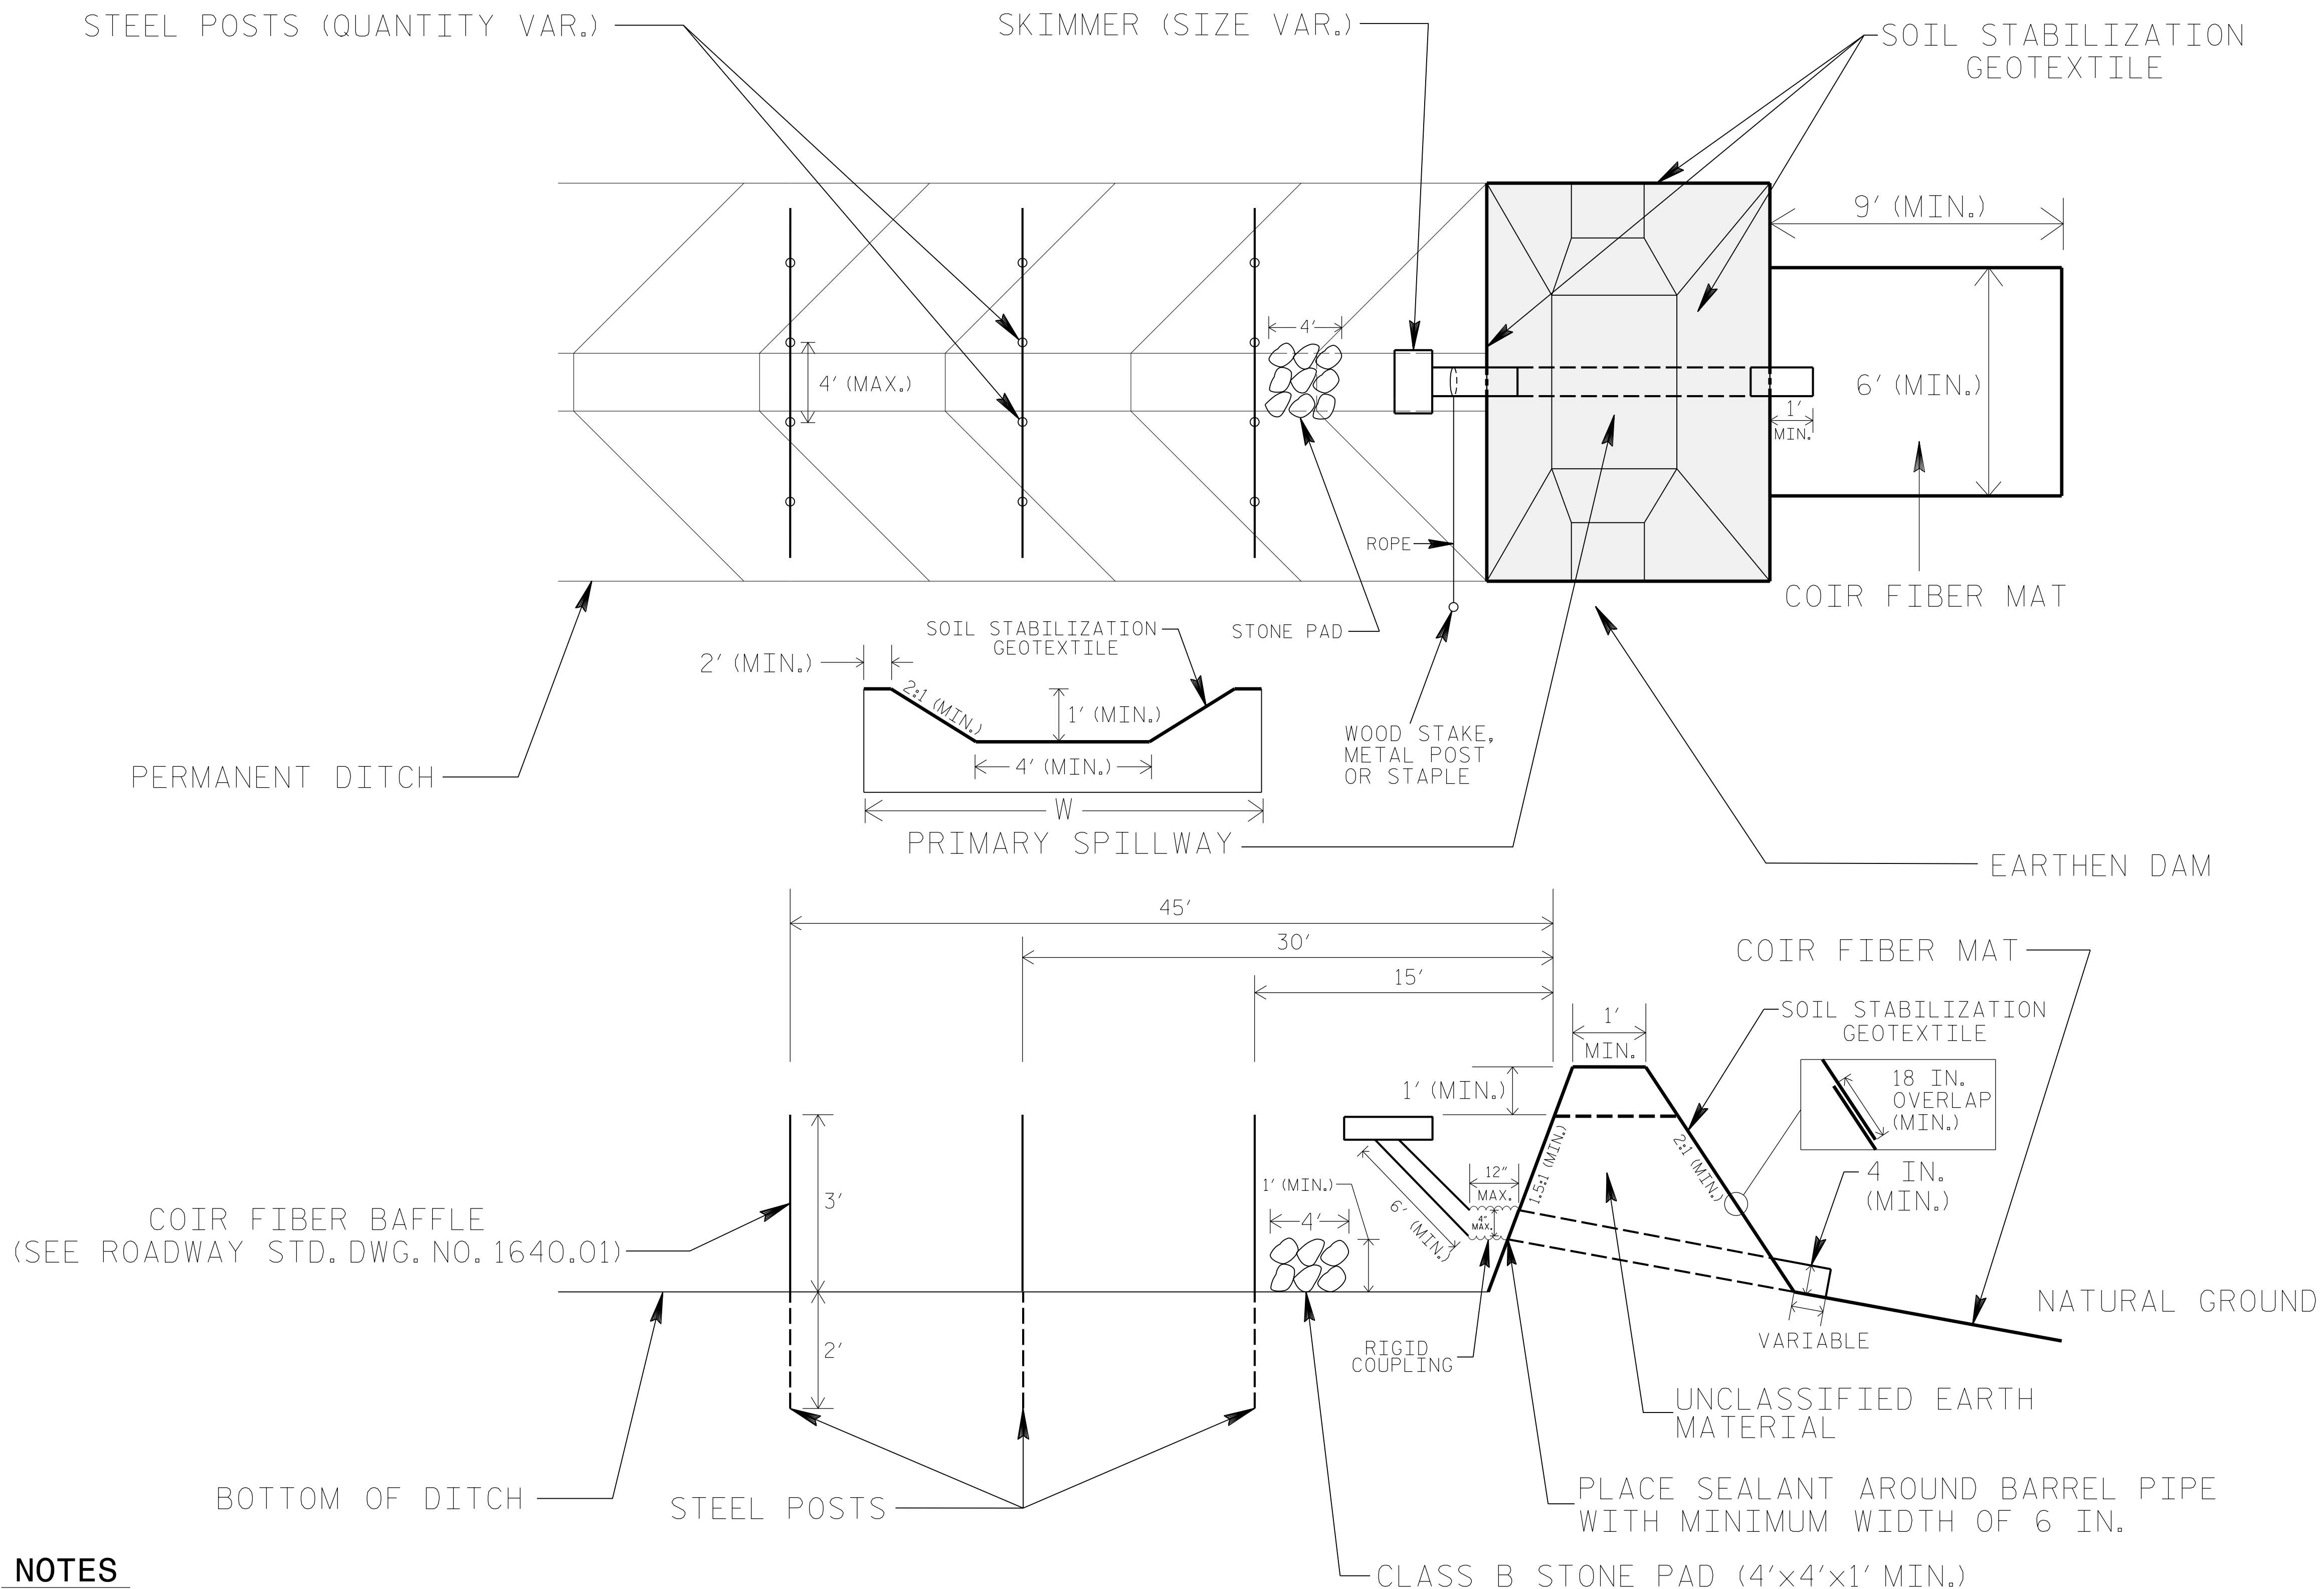 STEEL POSTS (QUANTITY VAR.)
SKIMMER (SIZE VAR.)
SOIL STABILIZATION
GEOTEXTILE
9' (MIN.)
4'
4' (MAX.)
6' (MIN.)
1'
MIN.
ROPE
COIR FIBER MAT
STONE PAD
SOIL STABILIZATION
GEOTEXTILE
2' (MIN.)
2:1 (MIN.)
1' (MIN.)
4' (MIN.)
W
PRIMARY SPILLWAY
WOOD STAKE,
METAL POST
OR STAPLE
PERMANENT DITCH
EARTHEN DAM
45'
30'
15'
COIR FIBER MAT
1'
MIN.
SOIL STABILIZATION
GEOTEXTILE
1' (MIN.)
18 IN.
OVERLAP
(MIN.)
1.5:1 (MIN.)
2:1 (MIN.)
12"
MAX.
4"
MAX.
6' (MIN.)
1' (MIN.)
4'
4 IN.
(MIN.)
3'
COIR FIBER BAFFLE
(SEE ROADWAY STD. DWG. NO. 1640.01)
NATURAL GROUND
VARIABLE
2'
RIGID
COUPLING
UNCLASSIFIED EARTH
MATERIAL
BOTTOM OF DITCH
STEEL POSTS
PLACE SEALANT AROUND BARREL PIPE
WITH MINIMUM WIDTH OF 6 IN.
CLASS B STONE PAD (4'x4'x1' MIN.)
NOTES